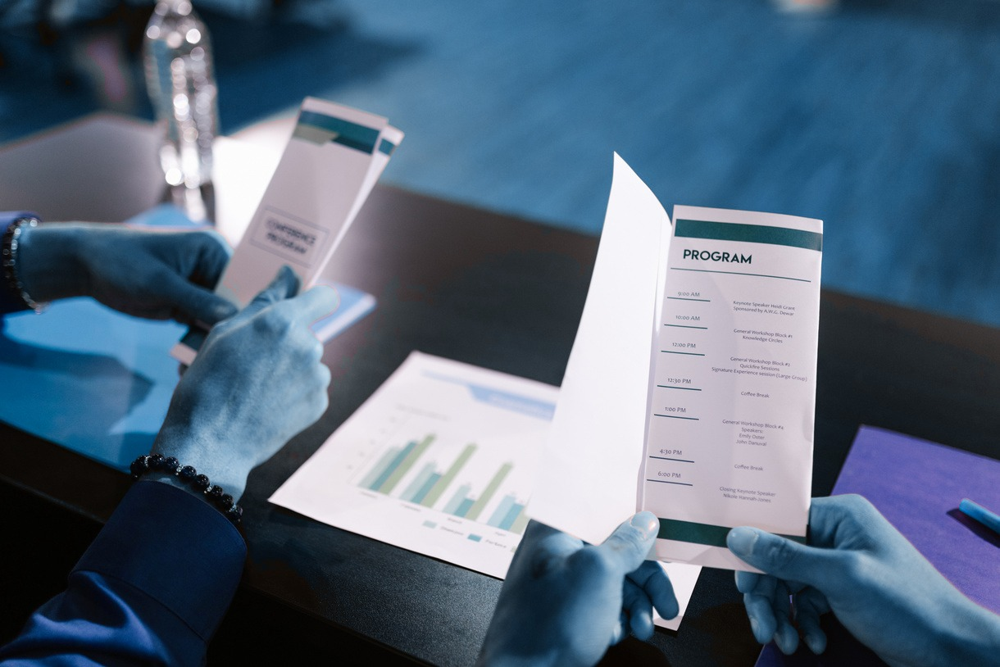 CONFERENCE
PROGRAM
PROGRAM
9:00 AM
Keynote Speaker Heidi Grant
Sponsored by A.W.G. Dewar
10:00 AM
General Workshop Block #1
Knowledge Circles
12:00 PM
General Workshop Block #2
Quickfire Sessions
Signature Experience session (Large Group)
12:30 PM
Coffee Break
1:00 PM
General Workshop Block #4
Speakers:
Emily Oster
John Danuval
4:30 PM
Coffee Break
6:00 PM
Closing Keynote Speaker
Nikole Hannah-Jones